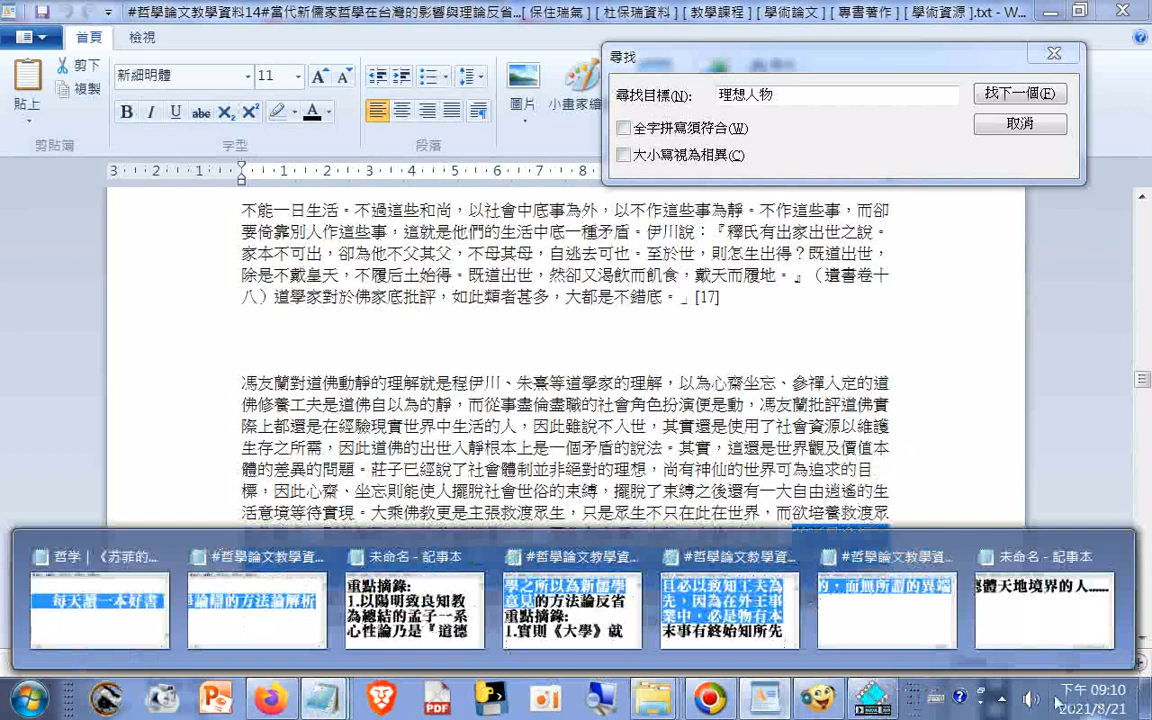 #哲學論文教學資料14#當代新儒家哲學在台灣的影響與理論反省...[ 保住瑞氣 ] [ 杜保瑞資料 ] [ 教學課程 ] [ 學術論文 ] [ 專書著作 ] [ 學術資源 ].txt - W...
首頁 檢視
貼上
剪下
複製
剪貼簿
新細明體 11
B I U abc X2 X2 A
字型
段落
圖片
小畫家繪
尋找
尋找目標(N): 理想人物
找下一個(F)
全字拼寫須符合(W)
取消
大小寫視為相異(C)
3 2 1 1 2 3 4 5 6 7 8
不能一日生活。不過這些和尚，以社會中底事為外，以不作這些事為靜。不作這些事，而卻
要倚靠別人作這些事，這就是他們的生活中底一種矛盾。伊川說：『釋氏有出家出世之說。
家本不可出，卻為他不父其父，不母其母，自逃去可也。至於世，則怎生出得？既道出世，
除是不戴皇天，不履后土始得。既道出世，然卻又渴飲而飢食，戴天而履地。』（遺書卷十
八）道學家對於佛家底批評，如此類者甚多，大都是不錯底。」[17]
馮友蘭對道佛動靜的理解就是程伊川、朱熹等道學家的理解，以為心齋坐忘、參禪入定的道
佛修養工夫是道佛自以為的靜，而從事盡倫盡職的社會角色扮演便是動，馮友蘭批評道佛實
際上都還是在經驗現實世界中生活的人，因此雖說不入世，其實還是使用了社會資源以維護
生存之所需，因此道佛的出世入靜根本上是一個矛盾的說法。其實，這還是世界觀及價值本
體的差異的問題。莊子已經說了社會體制並非絕對的理想，尚有神仙的世界可為追求的目
標，因此心齋、坐忘則能使人擺脫社會世俗的束縛，擺脫了束縛之後還有一大自由逍遙的生
活意境等待實現。大乘佛教更是主張救渡眾生，只是眾生不只在此在世界，而欲培養救渡眾
哲学 | 《苏菲的...
每天讀一本好書
#哲學論文教學資...
論辯的方法論解析
未命名 - 記事本
重點摘錄:
1.以陽明致良知教
為總結的孟子一系
心性論乃是『道德
#哲學論文教學資...
學之所以為新儒學
意見的方法論反省
重點摘錄:
1.實則《大學》就
#哲學論文教學資...
且必以致知工夫為
先，因為在外王事
業中，必是物有本
末事有終始知所先
#哲學論文教學資...
的，而無所謂的異端
未命名 - 記事本
體天地境界的人.....
下午 09:10
2021/8/21